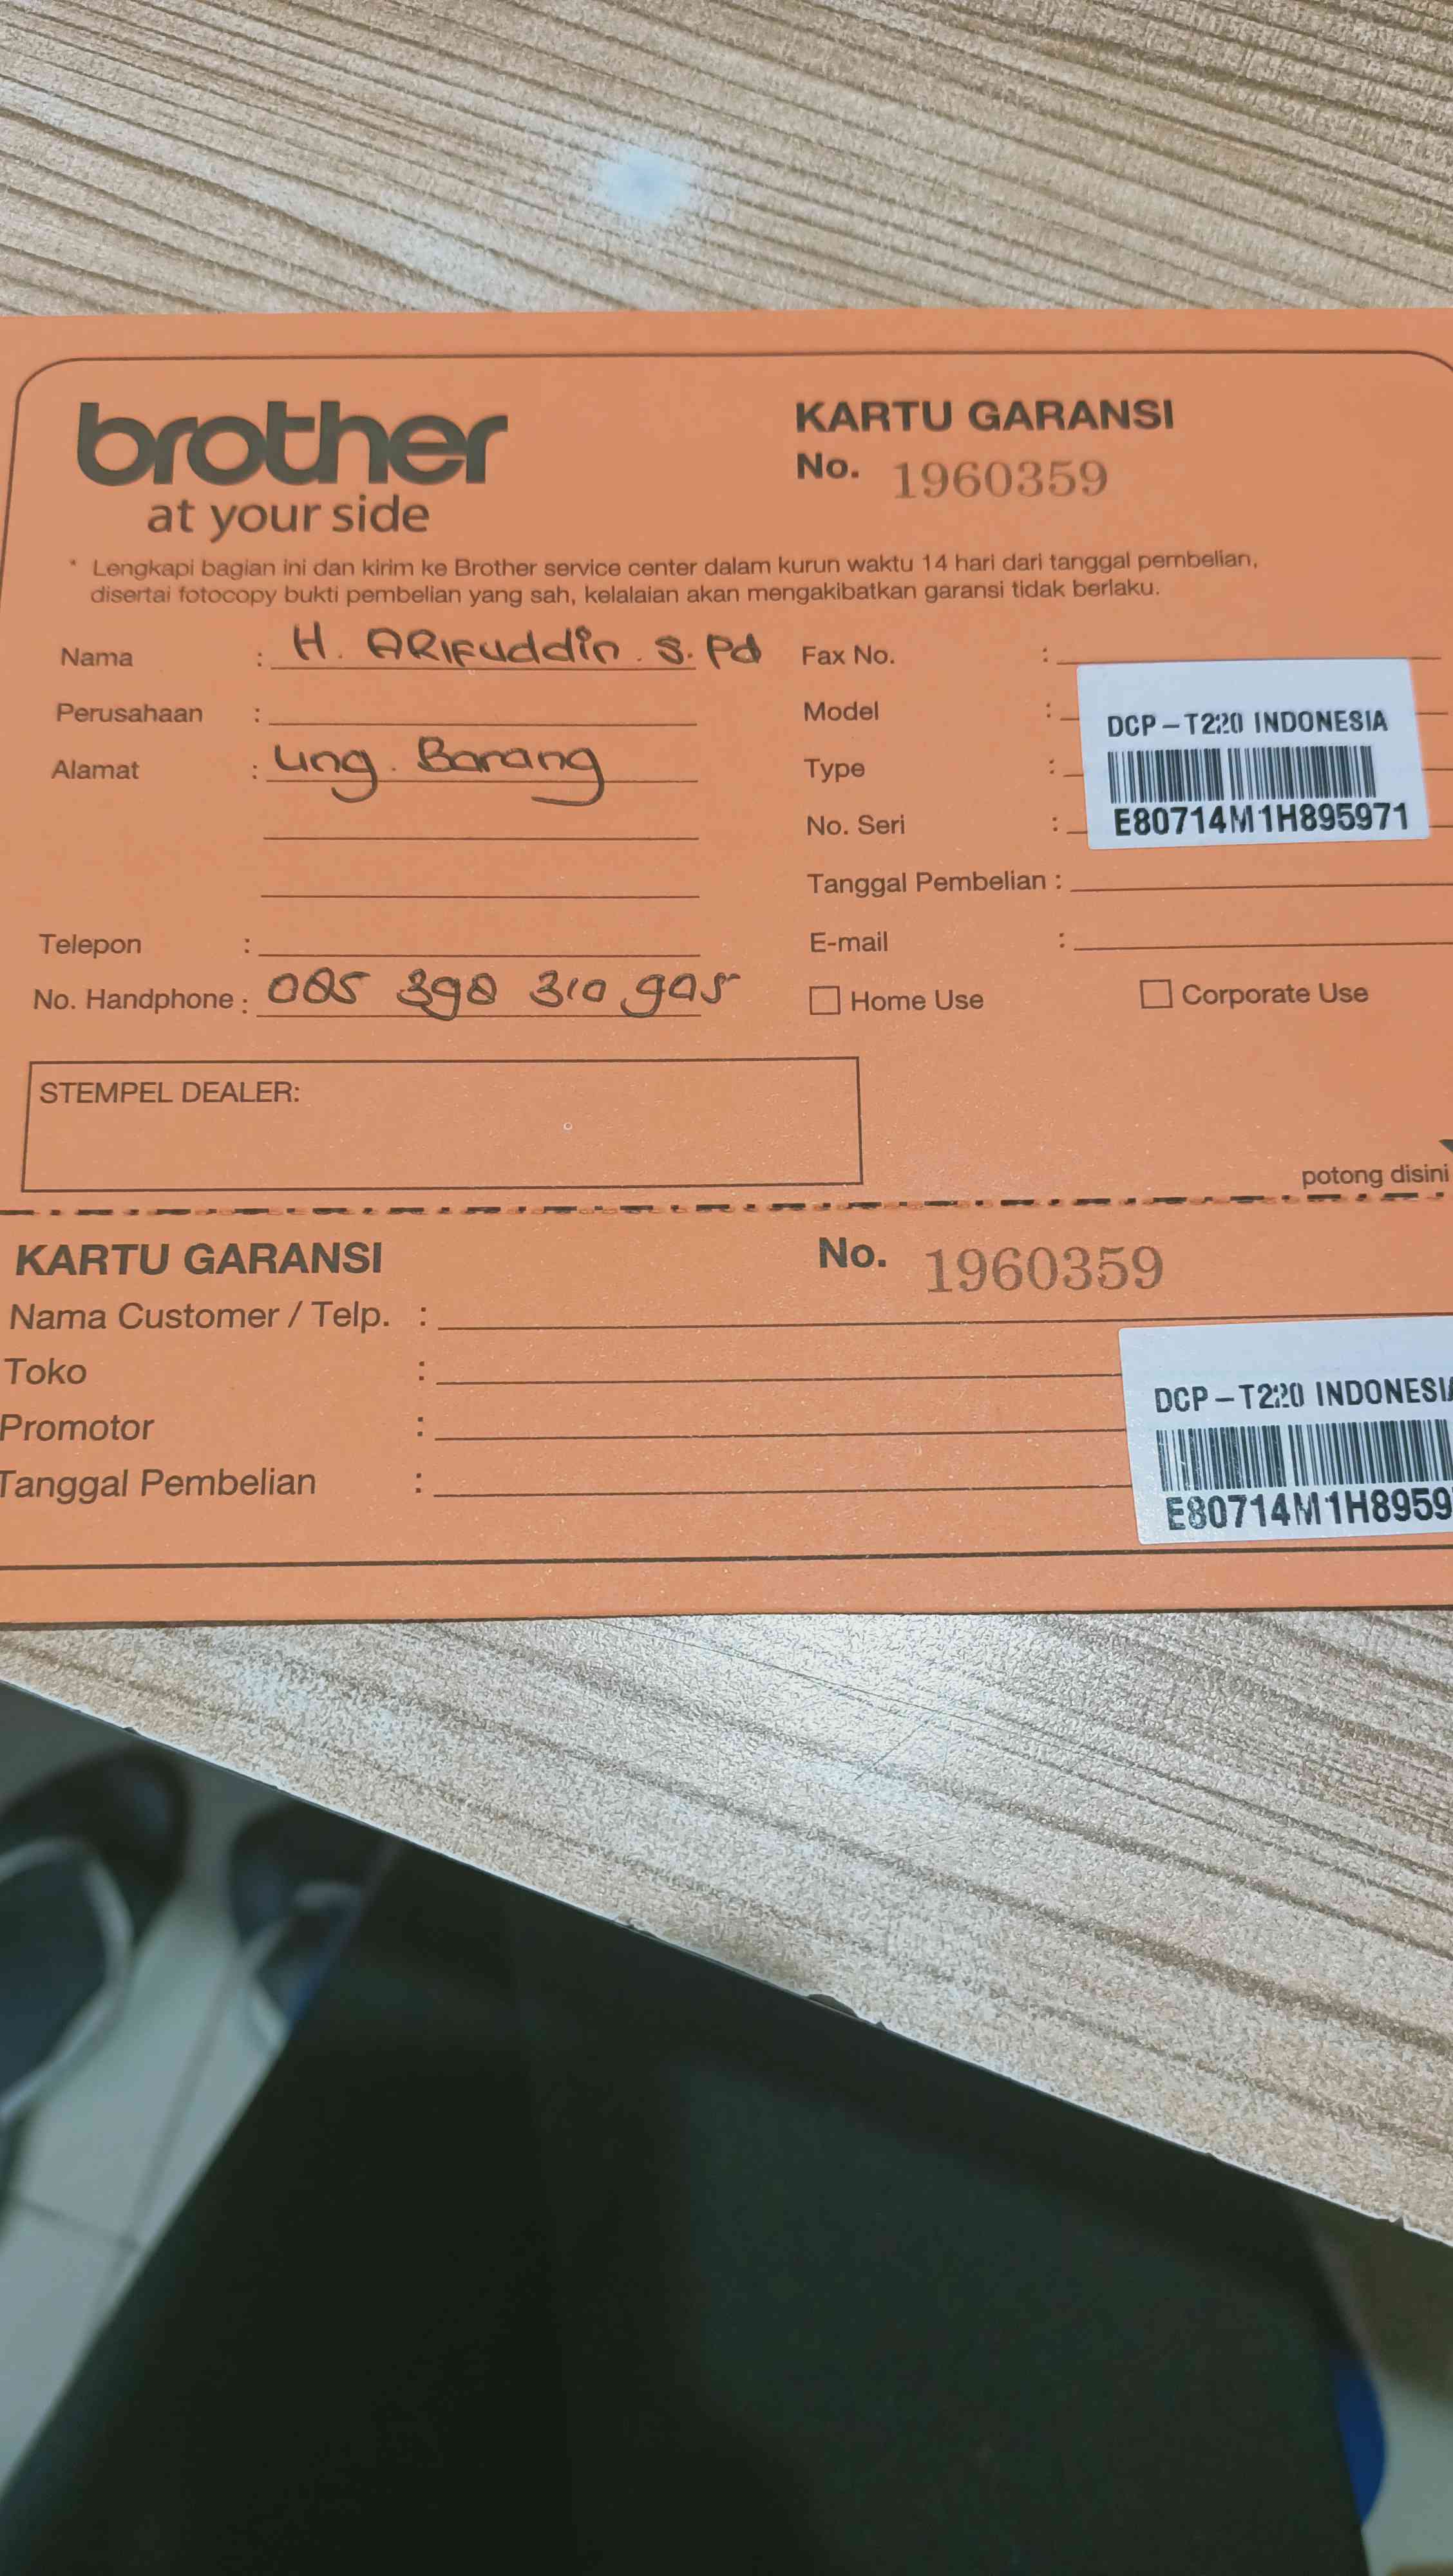 brother
at your side
KARTU GARANSI
No. 1960359
* Lengkapi bagian ini dan kirim ke Brother service center dalam kurun waktu 14 hari dari tanggal pembelian,
disertai fotocopy bukti pembelian yang sah, kelalaian akan mengakibatkan garansi tidak berlaku.
Nama : H. ARIFuddin . S. Pd
Perusahaan :
Alamat : Ung. Barang
Telepon :
No. Handphone : 085 398 310 905
Fax No. :
Model :
Type :
No. Seri :
DCP-T220 INDONESIA
E80714M1H895971
Tanggal Pembelian :
E-mail :
Home Use
Corporate Use
STEMPEL DEALER:
potong disini
KARTU GARANSI
No. 1960359
Nama Customer / Telp. :
Toko :
Promotor :
Tanggal Pembelian :
DCP-T220 INDONESIA
E80714M1H8959